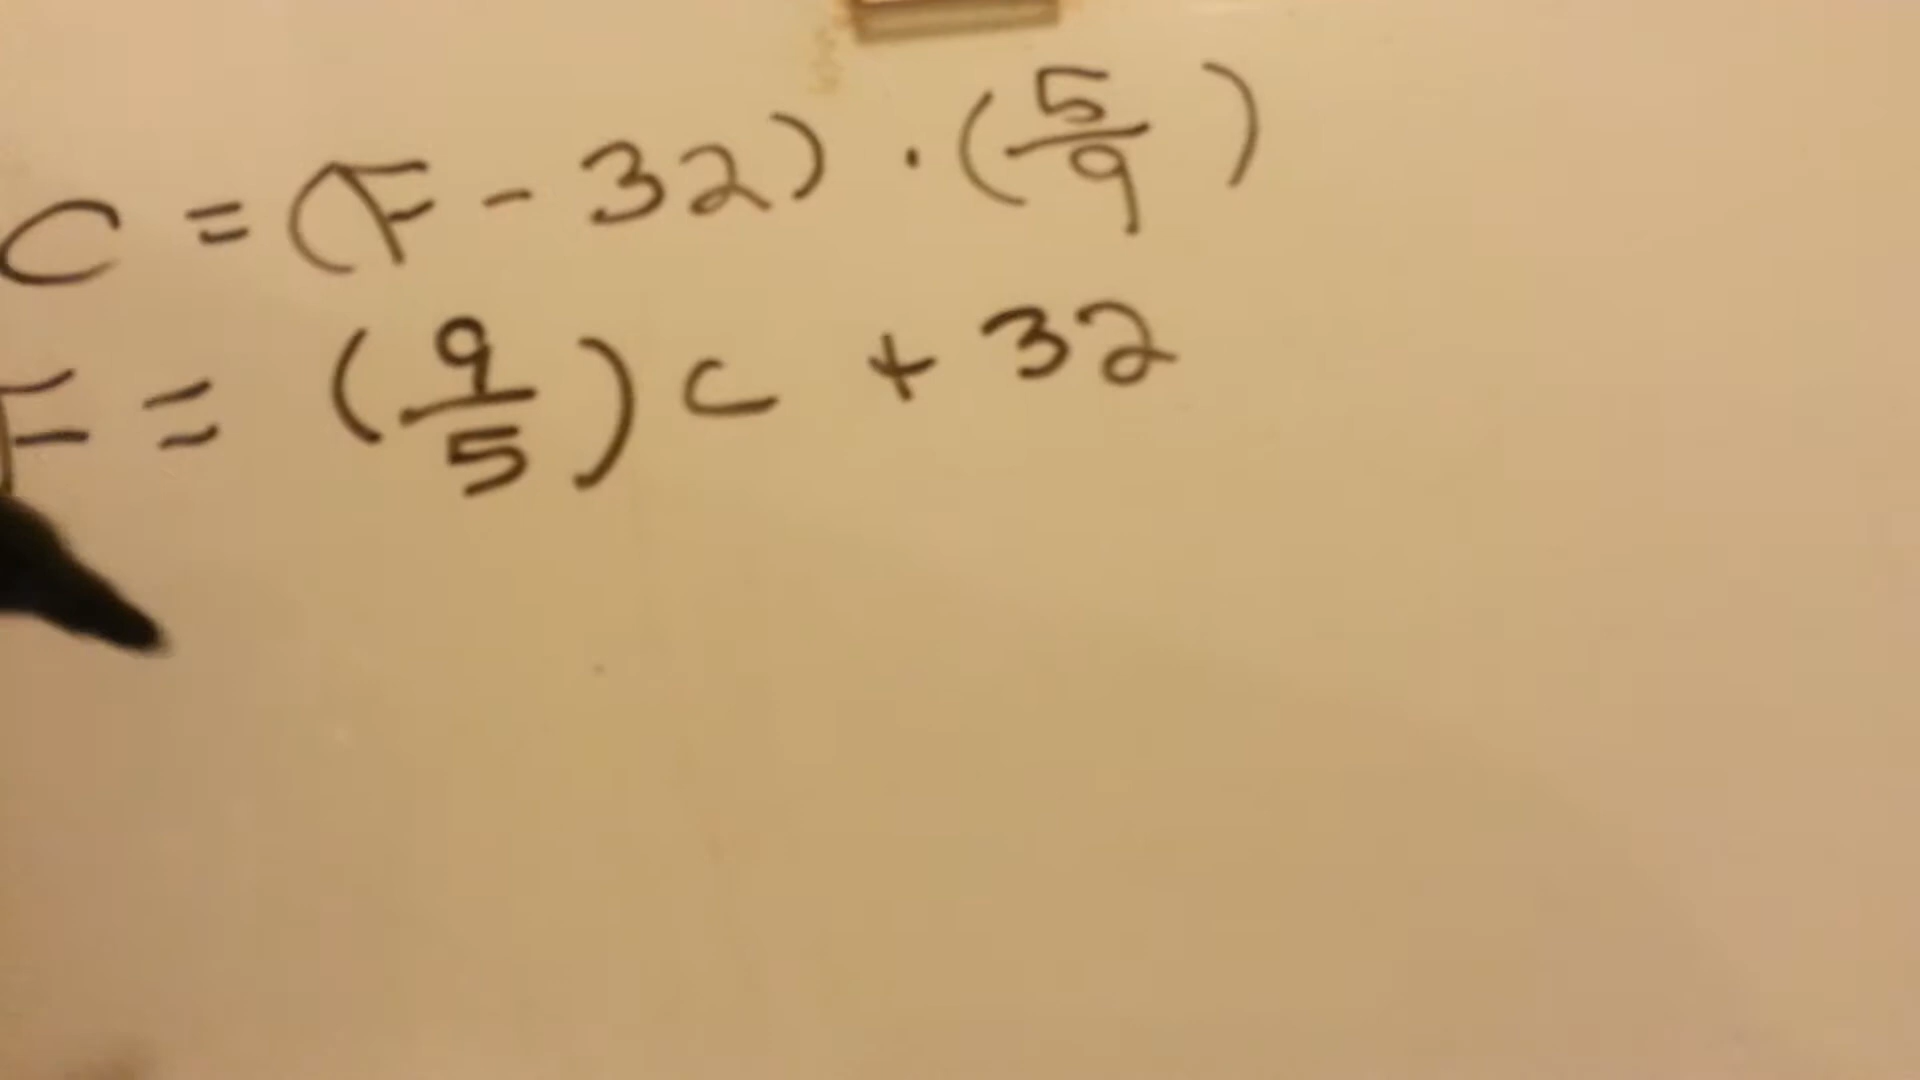 C = (F - 32) · (5/9)
F = (9/5) C + 32